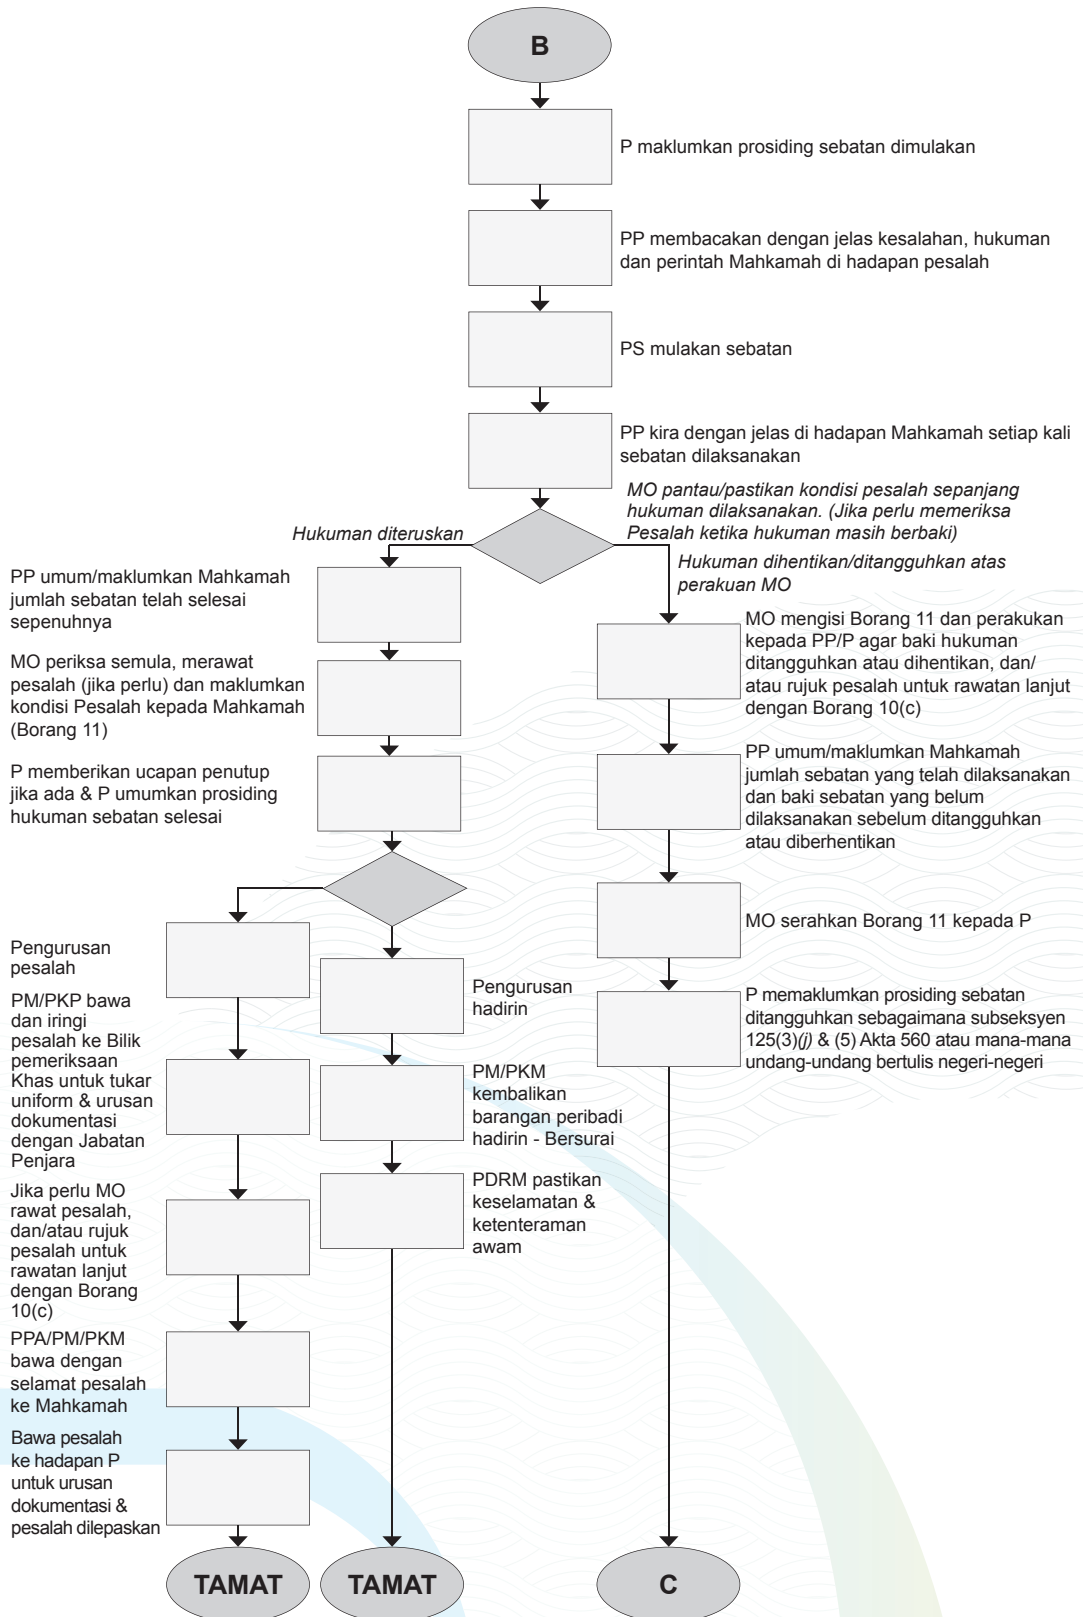 B
P maklumkan prosiding sebatan dimulakan
PP membacakan dengan jelas kesalahan, hukuman
dan perintah Mahkamah di hadapan pesalah
PS mulakan sebatan
PP kira dengan jelas di hadapan Mahkamah setiap kali
sebatan dilaksanakan
MO pantau/pastikan kondisi pesalah sepanjang
hukuman dilaksanakan. (Jika perlu memeriksa
Pesalah ketika hukuman masih berbaki)
Hukuman diteruskan
PP umum/maklumkan Mahkamah
jumlah sebatan telah selesai
sepenuhnya
MO periksa semula, merawat
pesalah (jika perlu) dan maklumkan
kondisi Pesalah kepada Mahkamah
(Borang 11)
P memberikan ucapan penutup
jika ada & P umumkan prosiding
hukuman sebatan selesai
Pengurusan
pesalah
PM/PKP bawa
dan iringi
pesalah ke Bilik
pemeriksaan
Khas untuk tukar
uniform & urusan
dokumentasi
dengan Jabatan
Penjara
Jika perlu MO
rawat pesalah,
dan/atau rujuk
pesalah untuk
rawatan lanjut
dengan Borang
10(c)
PPA/PM/PKM
bawa dengan
selamat pesalah
ke Mahkamah
Bawa pesalah
ke hadapan P
untuk urusan
dokumentasi &
pesalah dilepaskan
TAMAT
Pengurusan
hadirin
PM/PKM
kembalikan
barangan peribadi
hadirin - Bersurai
PDRM pastikan
keselamatan &
ketenteraman
awam
TAMAT
Hukuman dihentikan/ditangguhkan atas
perakuan MO
MO mengisi Borang 11 dan perakukan
kepada PP/P agar baki hukuman
ditangguhkan atau dihentikan, dan/
atau rujuk pesalah untuk rawatan lanjut
dengan Borang 10(c)
PP umum/maklumkan Mahkamah
jumlah sebatan yang telah dilaksanakan
dan baki sebatan yang belum
dilaksanakan sebelum ditangguhkan
atau diberhentikan
MO serahkan Borang 11 kepada P
P memaklumkan prosiding sebatan
ditangguhkan sebagaimana subseksyen
125(3)(j) & (5) Akta 560 atau mana-mana
undang-undang bertulis negeri-negeri
C